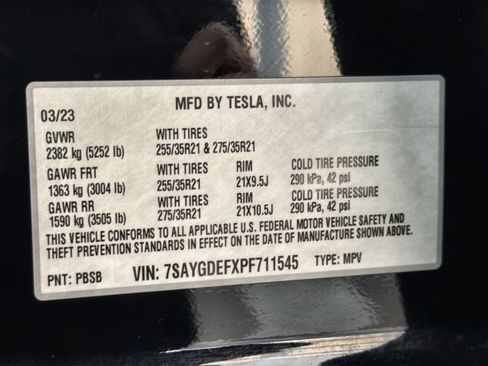 MFD BY TESLA, INC.
03/23
GVWR WITH TIRES
2382 kg (5252 lb) 255/35R21 & 275/35R21
GAWR FRT WITH TIRES RIM COLD TIRE PRESSURE
1363 kg (3004 lb) 255/35R21 21X9.5J 290 kPa, 42 psi
GAWR RR WITH TIRES RIM COLD TIRE PRESSURE
1590 kg (3505 lb) 275/35R21 21X10.5J 290 kPa, 42 psi
THIS VEHICLE CONFORMS TO ALL APPLICABLE U.S. FEDERAL MOTOR VEHICLE SAFETY AND
THEFT PREVENTION STANDARDS IN EFFECT ON THE DATE OF MANUFACTURE SHOWN ABOVE.
PNT: PBSB VIN: 7SAYGDEFXPF711545 TYPE: MPV